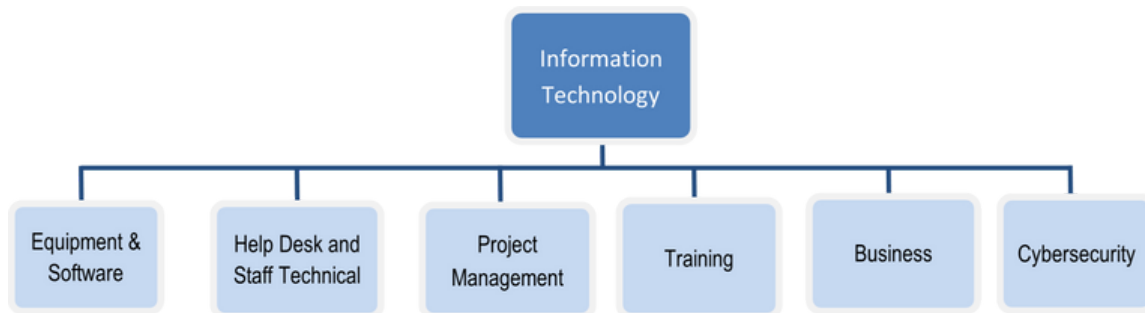 Information
Technology
Equipment &
Software
Help Desk and
Staff Technical
Project
Management
Training
Business
Cybersecurity